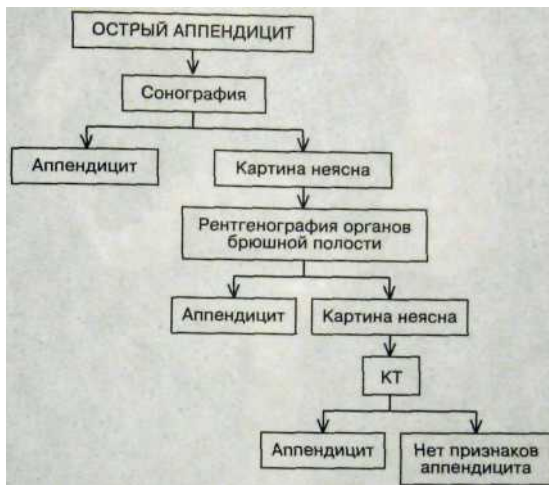 ОСТРЫЙ АППЕНДИЦИТ
Сонография
Аппендицит
Картина неясна
Рентгенография органов
брюшной полости
Аппендицит
Картина неясна
КТ
Аппендицит
Нет признаков
аппендицита